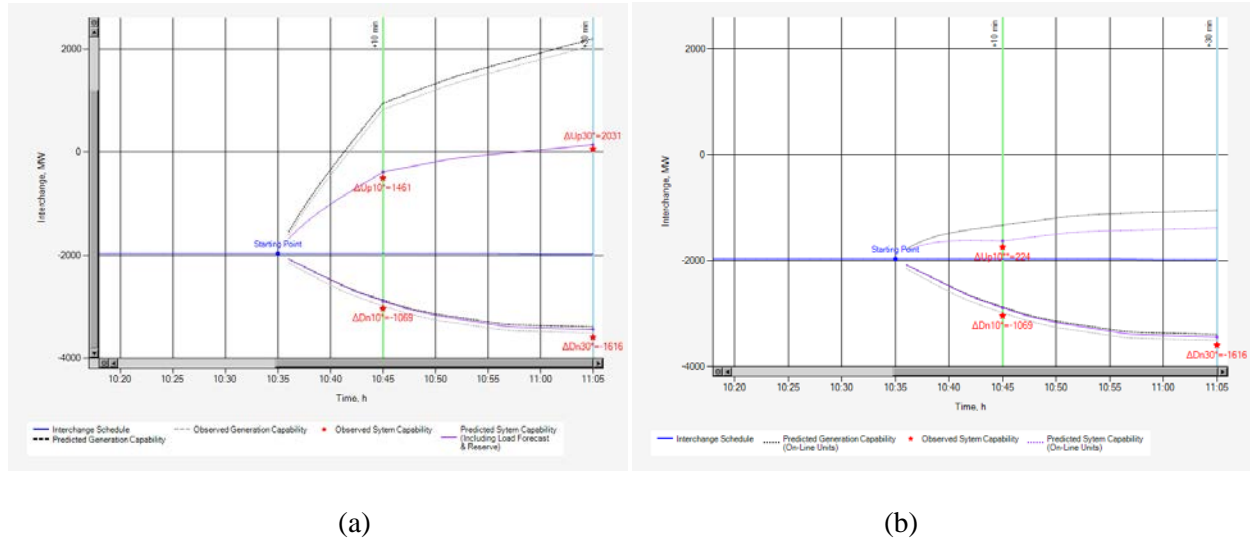 +10 min
+30 min
2000
0
-2000
-4000
Interchange, MW
ΔUp30*=2031
ΔUp10*=1461
Starting Point
ΔDn10*=-1069
ΔDn30*=-1616
10:20 10:25 10:30 10:35 10:40 10:45 10:50 10:55 11:00 11:05
Time, h
Interchange Schedule
Observed Generation Capability
Observed Sytem Capability
Predicted Sytem Capability
(Including Load Forecast
& Reserve)
Predicted Generation Capability
(a)
+10 min
+30 min
2000
0
-2000
-4000
Interchange, MW
Starting Point
ΔUp10**=224
ΔDn10*=-1069
ΔDn30*=-1616
10:20 10:25 10:30 10:35 10:40 10:45 10:50 10:55 11:00 11:05
Time, h
Interchange Schedule
Predicted Generation Capability
(On-Line Units)
Observed Sytem Capability
Predicted Sytem Capability
(On-Line Units)
(b)